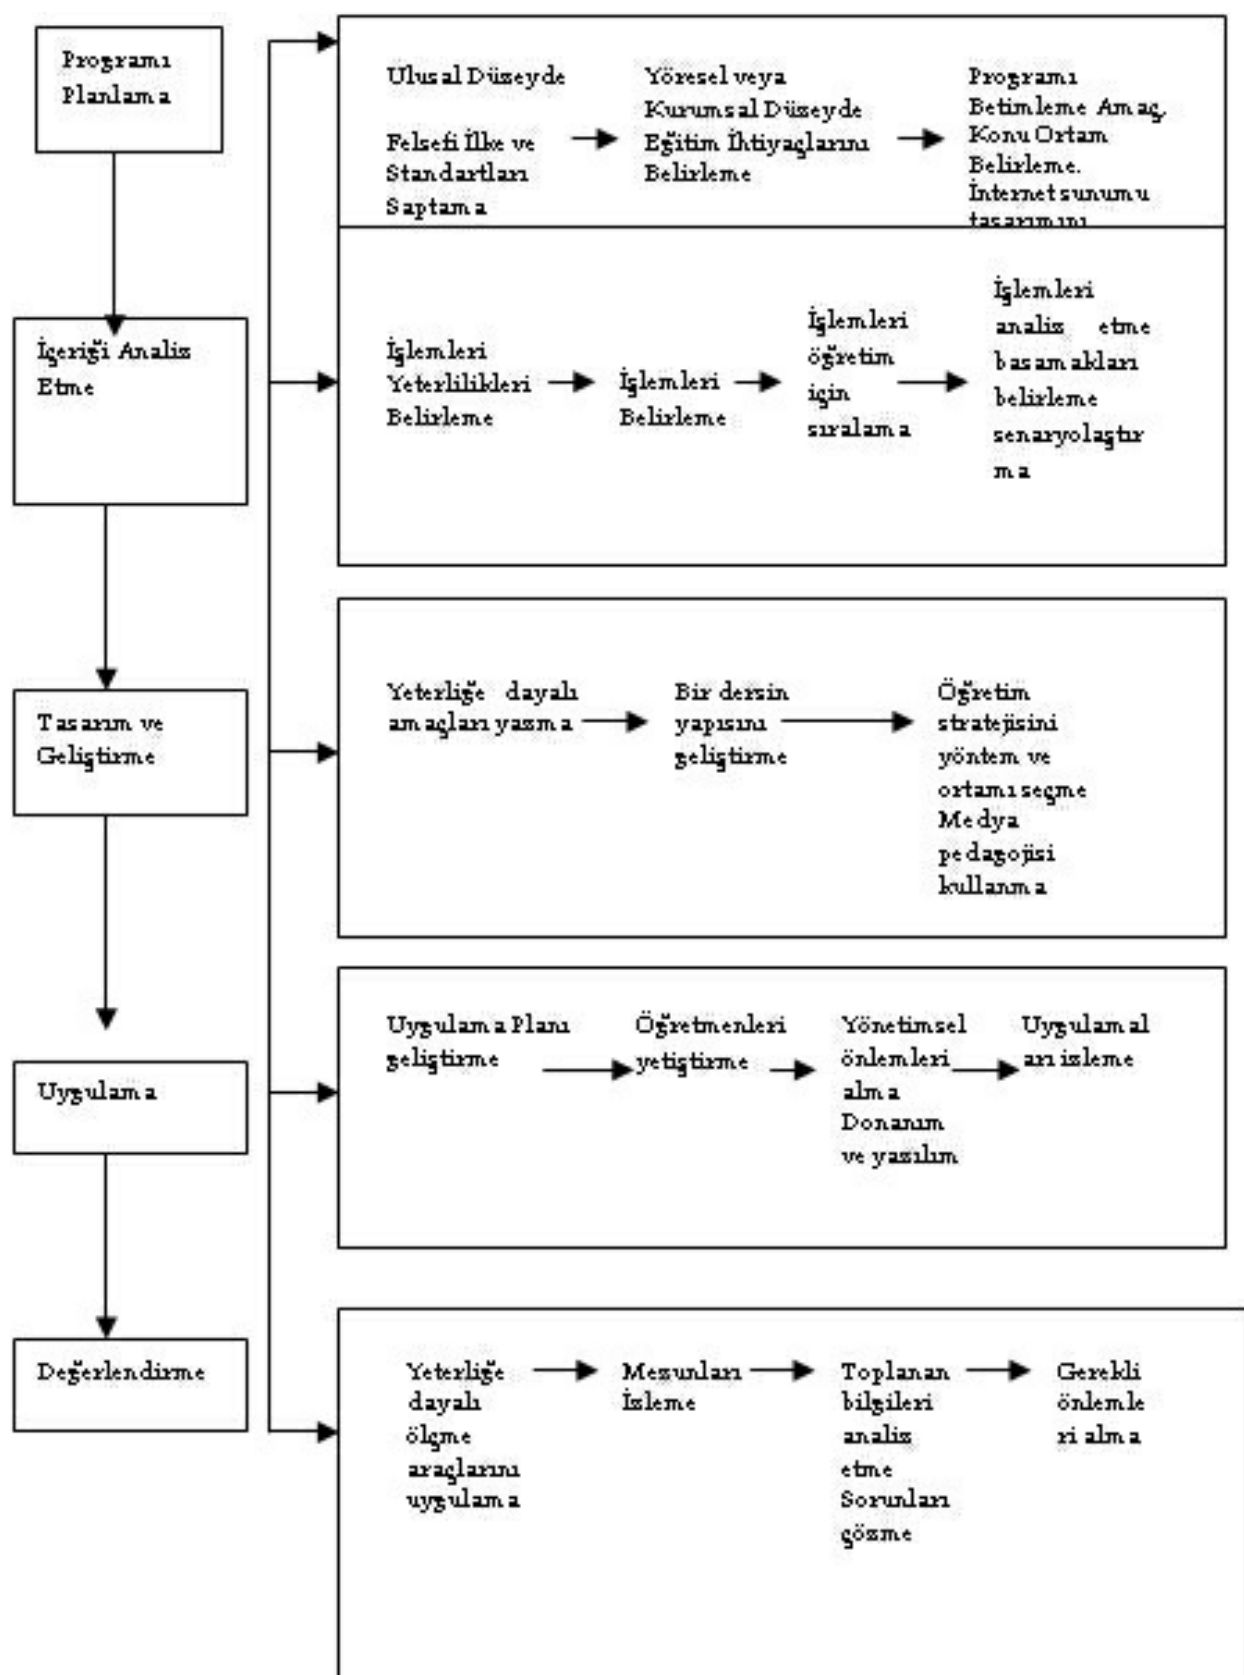 Programı
Planlama
Ulusal Düzeyde
Felsefi İlke ve
Standartları
Saptama
Yöresel veya
Kurumsal Düzeyde
Eğitim İhtiyaçlarını
Belirleme
Programı
Betimleme Amaç,
Konu Ortam
Belirleme.
İnternet sunumu
tasarımını
İçeriği Analiz
Etme
İşlemleri
Yeterlilikleri
Belirleme
İşlemleri
Belirleme
İşlemleri
öğretim
için
sıralama
İşlemleri
analiz etme
basamakları
belirleme
senaryolaştır
ma
Tasarım ve
Geliştirme
Yeterliğe dayalı
amaçları yazma
Bir dersin
yapısını
geliştirme
Öğretim
stratejisini
yöntem ve
ortamı seçme
Medya
pedagojisi
kullanma
Uygulama
Uygulama Planı
geliştirme
Öğretmenleri
yetiştirme
Yönetimsel
önlemleri
alma
Donanım
ve yazılım
Uygulamal
arı izleme
Değerlendirme
Yeterliğe
dayalı
ölçme
araçlarını
uygulama
Mezunları
İzleme
Toplanan
bilgileri
analiz
etme
Sorunları
çözme
Gerekli
önlemle
ri alma